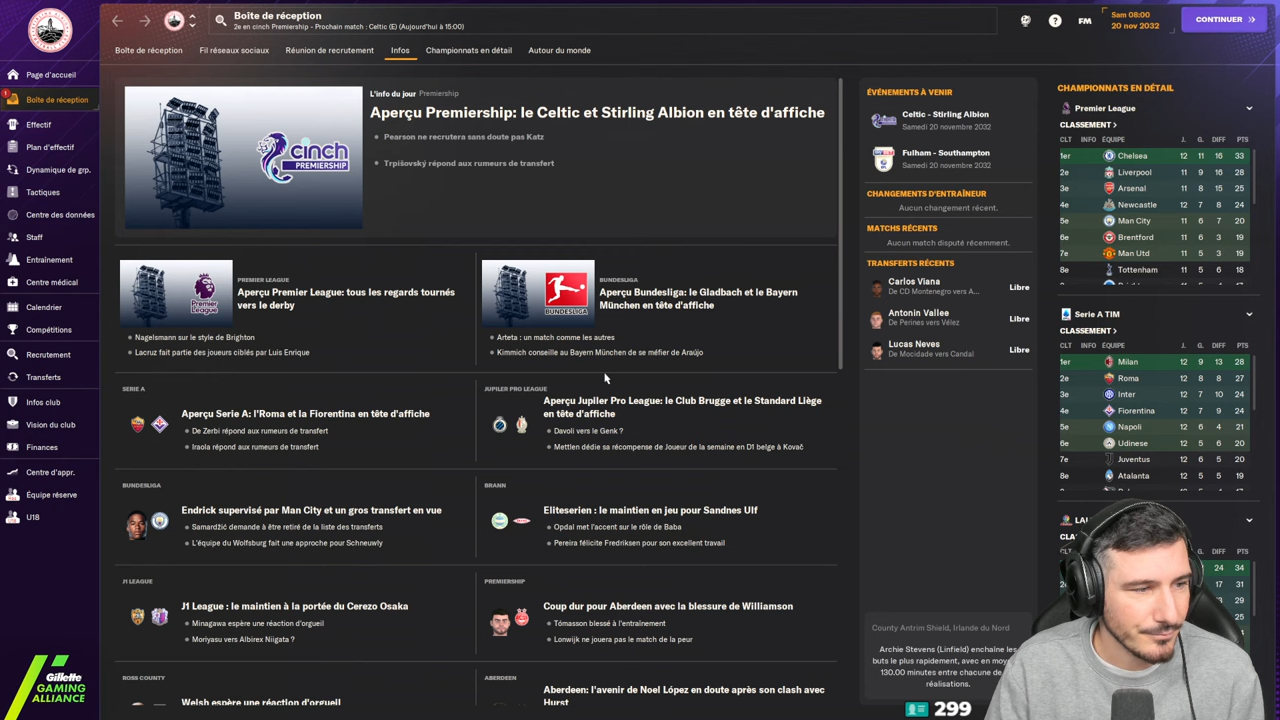 Boîte de réception
2e en cinch Premiership - Prochain match : Celtic (E) (Aujourd'hui à 15:00)
FM
Sam 08:00
20 nov 2032
CONTINUER
Boîte de réception
Fil réseaux sociaux
Réunion de recrutement
Infos
Championnats en détail
Autour du monde
Page d'accueil
1
Boîte de réception
Effectif
Plan d'effectif
Dynamique de grp.
Tactiques
Centre des données
Staff
Entraînement
Centre médical
Calendrier
Compétitions
Recrutement
Transferts
Infos club
Vision du club
Finances
Centre d'appr.
Équipe réserve
U18
cinch
PREMIERSHIP
L'info du jour Premiership
Aperçu Premiership: le Celtic et Stirling Albion en tête d'affiche
Pearson ne recrutera sans doute pas Katz
Trpišovský répond aux rumeurs de transfert
PREMIER LEAGUE
Aperçu Premier League: tous les regards tournés
vers le derby
Nagelsmann sur le style de Brighton
Lacruz fait partie des joueurs ciblés par Luis Enrique
BUNDESLIGA
BUNDESLIGA
Aperçu Bundesliga: le Gladbach et le Bayern
München en tête d'affiche
Arteta : un match comme les autres
Kimmich conseille au Bayern München de se méfier de Araújo
SERIE A
Aperçu Serie A: l'Roma et la Fiorentina en tête d'affiche
De Zerbi répond aux rumeurs de transfert
Iraola répond aux rumeurs de transfert
JUPILER PRO LEAGUE
Aperçu Jupiler Pro League: le Club Brugge et le Standard Liège
en tête d'affiche
Davoli vers le Genk ?
Mettlen dédie sa récompense de Joueur de la semaine en D1 belge à Kovač
BUNDESLIGA
Endrick supervisé par Man City et un gros transfert en vue
Samardžić demande à être retiré de la liste des transferts
L'équipe du Wolfsburg fait une approche pour Schneuwly
BRANN
Eliteserien : le maintien en jeu pour Sandnes Ulf
Opdal met l'accent sur le rôle de Baba
Pereira félicite Fredriksen pour son excellent travail
J1 LEAGUE
J1 League : le maintien à la portée du Cerezo Osaka
Minagawa espère une réaction d'orgueil
Moriyasu vers Albirex Niigata ?
PREMIERSHIP
Coup dur pour Aberdeen avec la blessure de Williamson
Tómasson blessé à l'entraînement
Lonwijk ne jouera pas le match de la peur
ROSS COUNTY
Welsh espère une réaction d'orgueil
ABERDEEN
Aberdeen: l'avenir de Noel López en doute après son clash avec
Hurst
ÉVÉNEMENTS À VENIR
Celtic - Stirling Albion
Samedi 20 novembre 2032
Fulham - Southampton
Samedi 20 novembre 2032
CHANGEMENTS D'ENTRAÎNEUR
Aucun changement récent.
MATCHS RÉCENTS
Aucun match disputé récemment.
TRANSFERTS RÉCENTS
Carlos Viana
De CD Montenegro vers A...
Libre
Antonin Vallee
De Perines vers Vélez
Libre
Lucas Neves
De Mocidade vers Candal
Libre
County Antrim Shield, Irlande du Nord
Archie Stevens (Linfield) enchaîne les
buts le plus rapidement, avec en moy
130.00 minutes entre chacune de
réalisations.
299
CHAMPIONNATS EN DÉTAIL
Premier League
CLASSEMENT
CLT INFO ÉQUIPE J. G. DIFF PTS
1er Chelsea 12 11 16 33
2e Liverpool 11 9 16 28
3e Arsenal 11 8 15 25
4e Newcastle 12 7 8 24
5e Man City 11 6 7 20
6e Brentford 11 6 3 19
7e Man Utd 11 5 3 19
8e Tottenham 11 5 6 18
Serie A TIM
CLASSEMENT
CLT INFO ÉQUIPE J. G. DIFF PTS
1er Milan 12 9 13 28
2e Roma 12 8 8 27
3e Inter 12 7 10 24
4e Fiorentina 12 7 9 24
5e Napoli 12 6 4 21
6e Udinese 12 6 5 20
7e Juventus 12 6 5 20
8e Atalanta 12 5 5 18
CLT
G. DIFF PTS
24 34
17 31
Gillette
GAMING
ALLIANCE